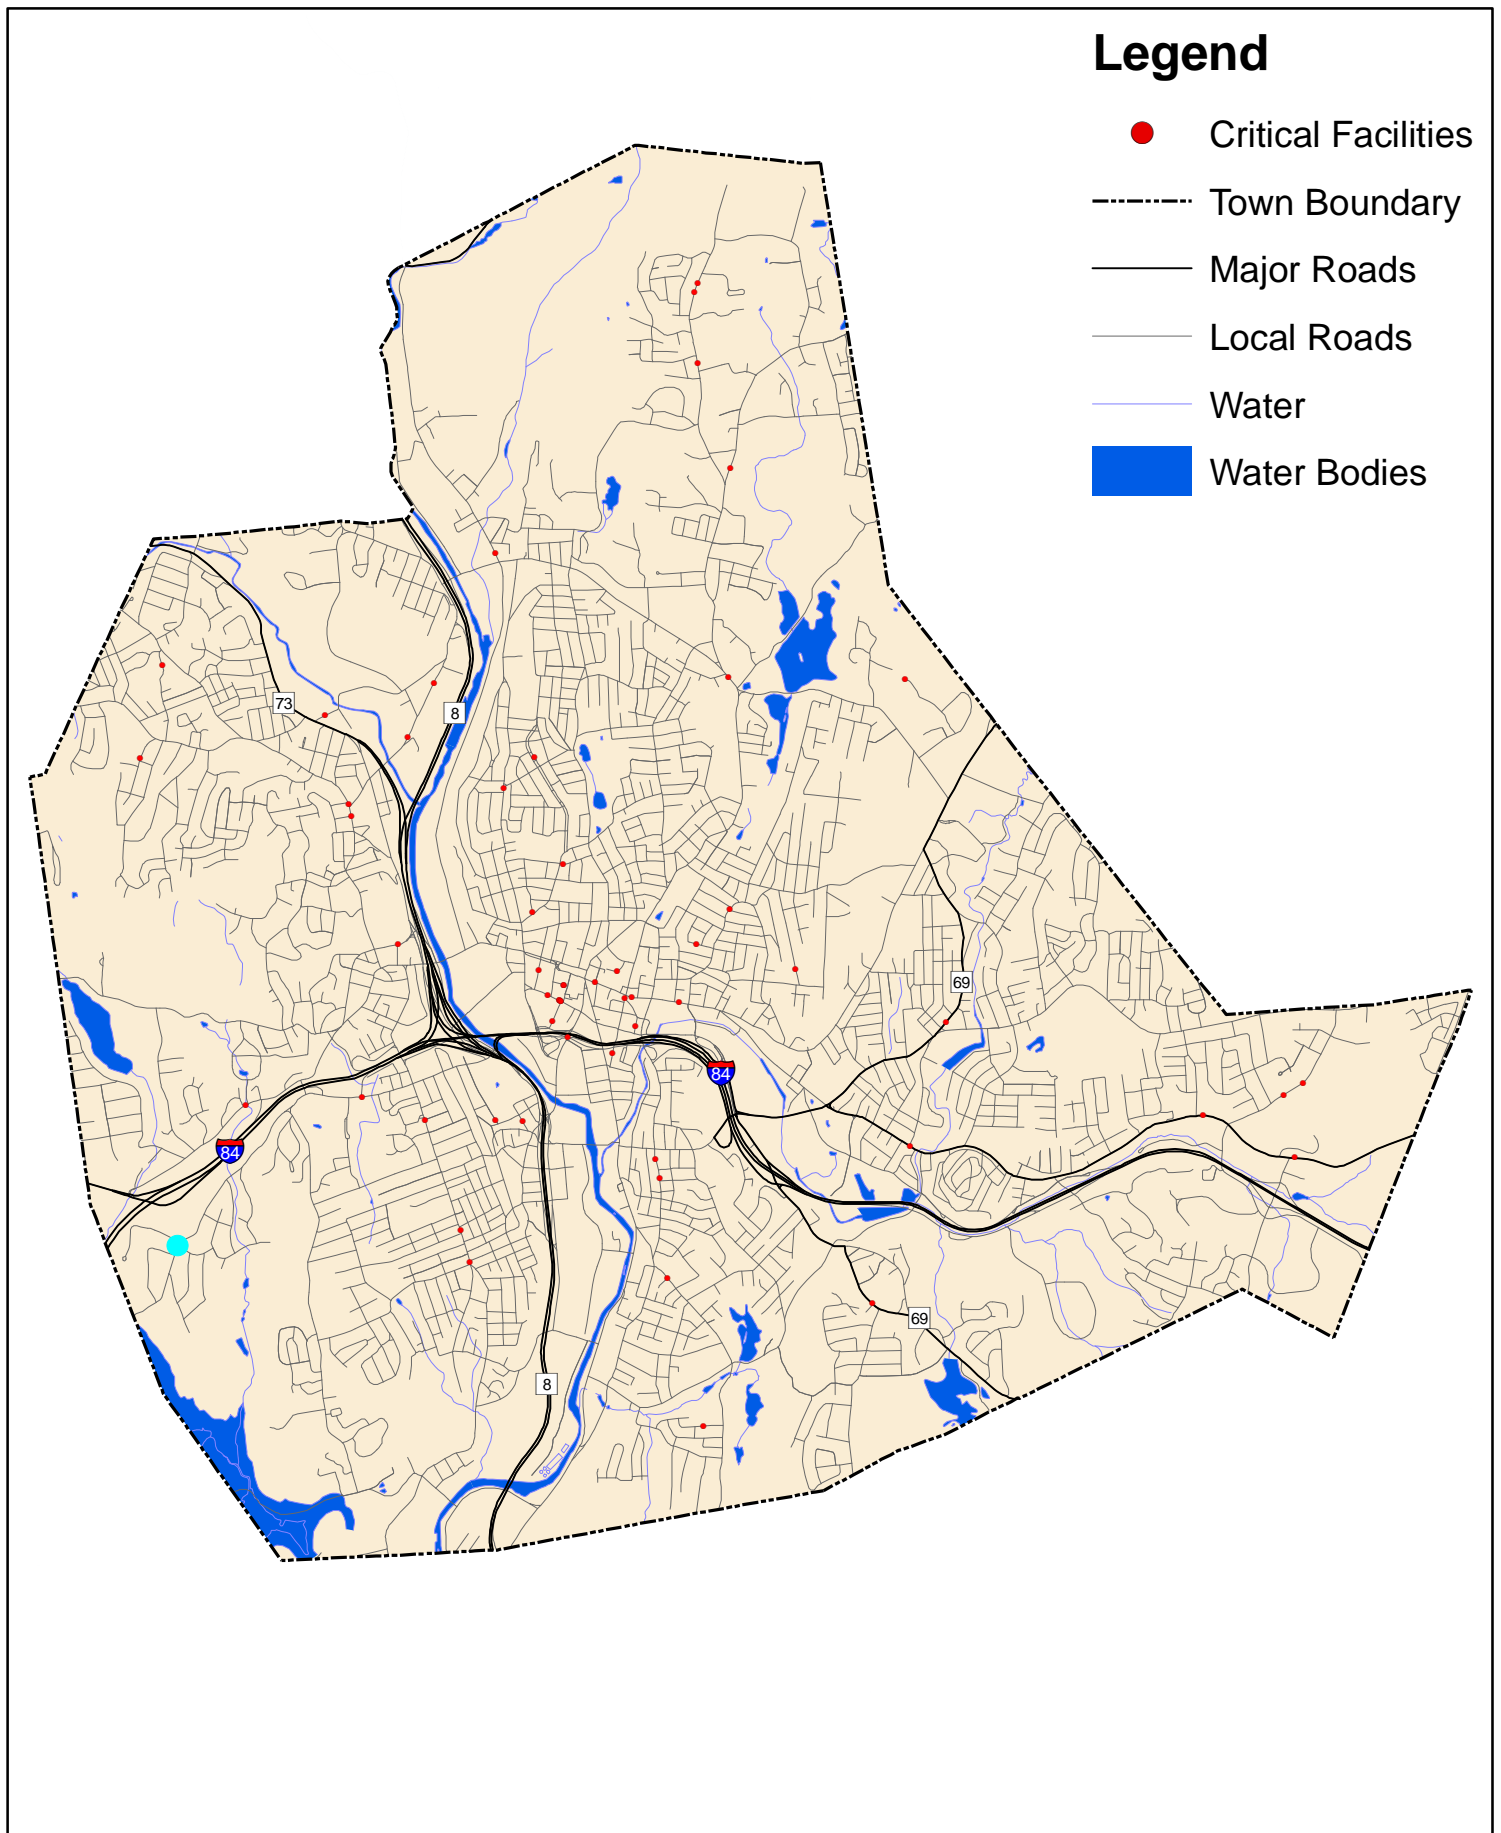 Legend
Critical Facilities
Town Boundary
Major Roads
Local Roads
Water
Water Bodies
73
8
69
84
84
69
8